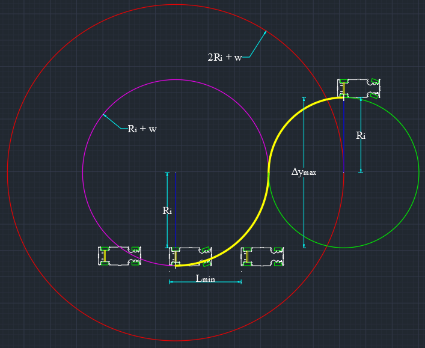 2Rᵢ + w
Rᵢ + w
Rᵢ
Δymax
Rᵢ
Lmin